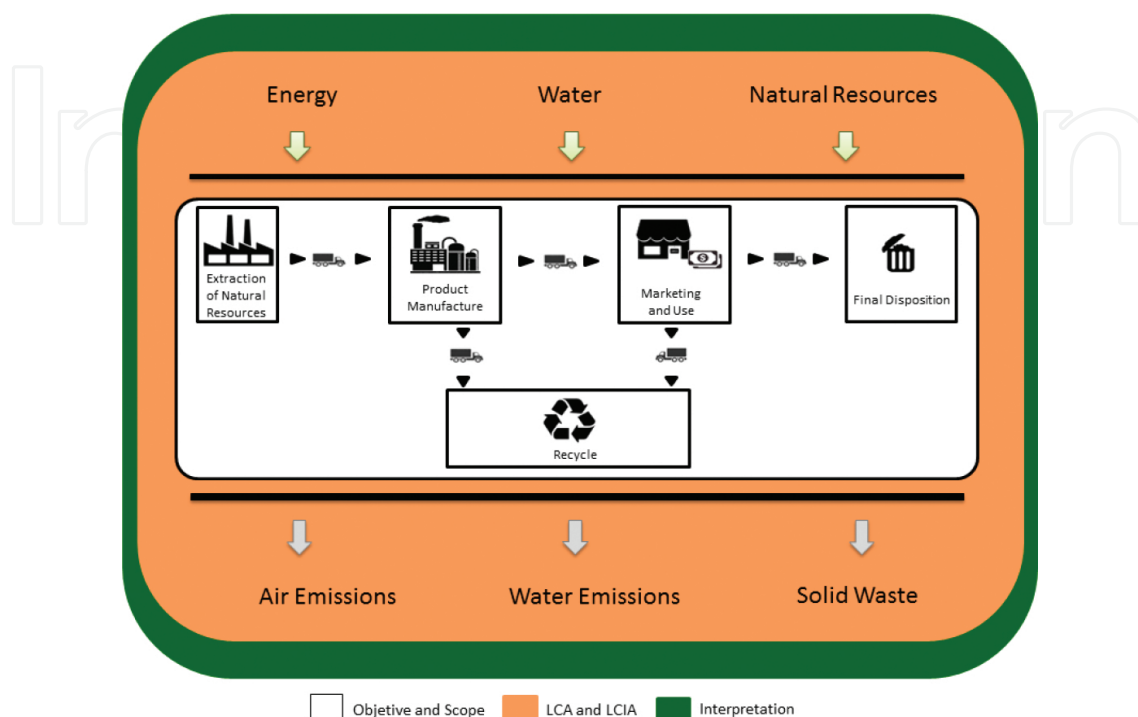 Energy
Water
Natural Resources
Extraction
of Natural
Resources
Product
Manufacture
Marketing
and Use
Final Disposition
Recycle
Air Emissions
Water Emissions
Solid Waste
Objetive and Scope
LCA and LCIA
Interpretation